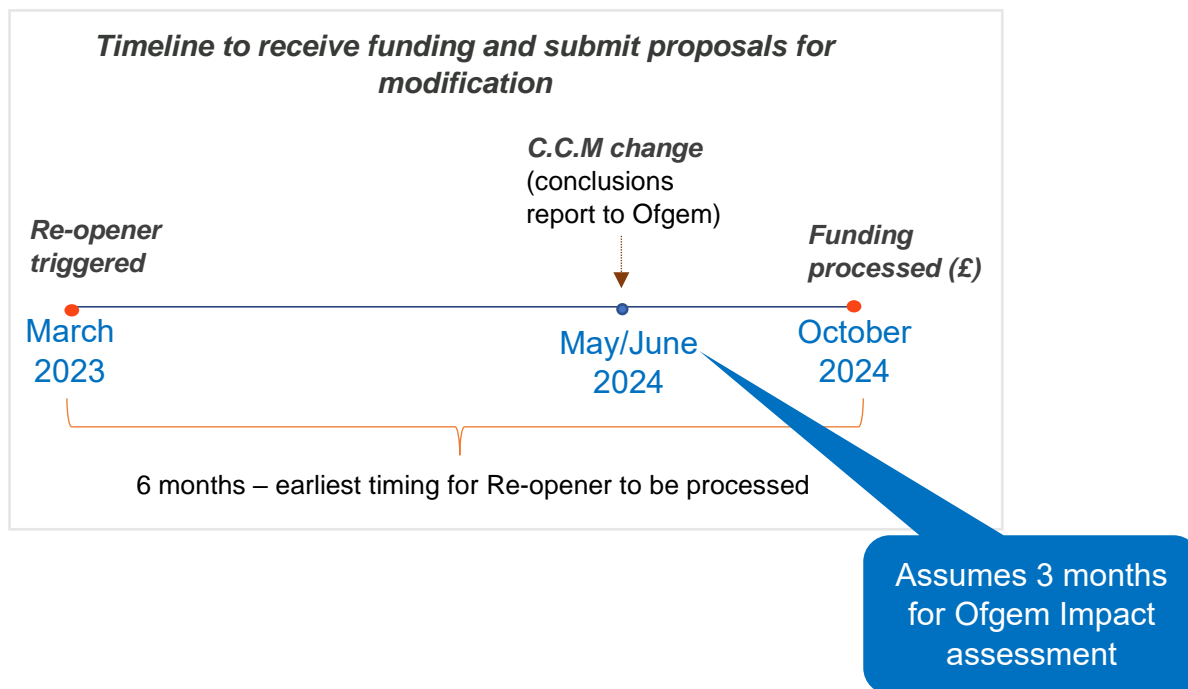 Timeline to receive funding and submit proposals for
modification
C.C.M change
(conclusions
report to Ofgem)
Re-opener
triggered
Funding
processed (£)
March
2023
May/June
2024
October
2024
6 months – earliest timing for Re-opener to be processed
Assumes 3 months
for Ofgem Impact
assessment